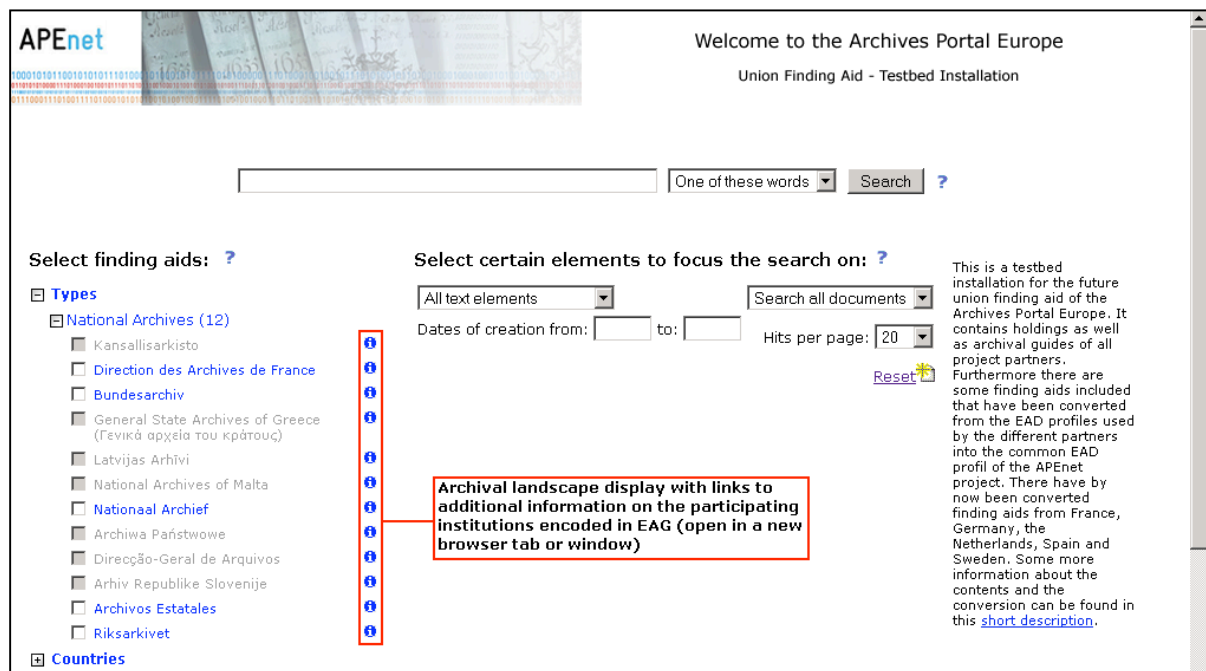 APEnet
Welcome to the Archives Portal Europe
Union Finding Aid - Testbed Installation
One of these words
Search
?
Select finding aids: ?
Types
National Archives (12)
Kansallisarkisto
Direction des Archives de France
Bundesarchiv
General State Archives of Greece
(Γενικά αρχεία του κράτους)
Latvijas Arhīvi
National Archives of Malta
Nationaal Archief
Archiwa Państwowe
Direcção-Geral de Arquivos
Arhiv Republike Slovenije
Archivos Estatales
Riksarkivet
Countries
Select certain elements to focus the search on: ?
All text elements
Search all documents
Dates of creation from: to:
Hits per page: 20
Reset
Archival landscape display with links to
additional information on the participating
institutions encoded in EAG (open in a new
browser tab or window)
This is a testbed
installation for the future
union finding aid of the
Archives Portal Europe. It
contains holdings as well
as archival guides of all
project partners.
Furthermore there are
some finding aids included
that have been converted
from the EAD profiles used
by the different partners
into the common EAD
profil of the APEnet
project. There have by
now been converted
finding aids from France,
Germany, the
Netherlands, Spain and
Sweden. Some more
information about the
contents and the
conversion can be found in
this short description.